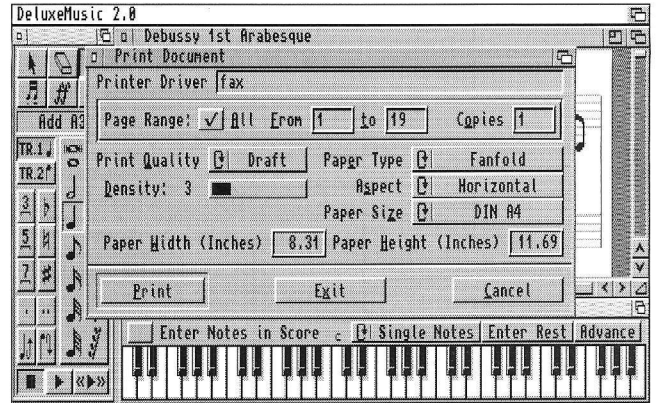 DeluxeMusic 2.0
Debussy 1st Arabesque
Print Document
Printer Driver fax
Add A3
Page Range: ✓ All From 1 to 19 Copies 1
TR.1
TR.2
Print Quality Draft Paper Type Fanfold
Density: 3 Aspect Horizontal
Paper Size DIN A4
3
5
7
Paper Width (Inches) 8.31 Paper Height (Inches) 11.69
Print Exit Cancel
Enter Notes in Score C Single Notes Enter Rest Advance